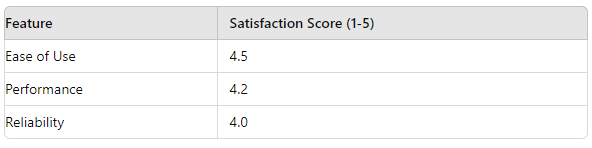 Feature Satisfaction Score (1-5)
Ease of Use 4.5
Performance 4.2
Reliability 4.0